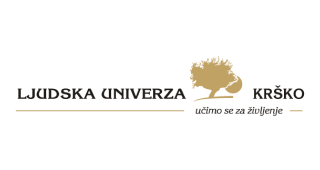 LJUDSKA UNIVERZA KRŠKO
učimo se za življenje